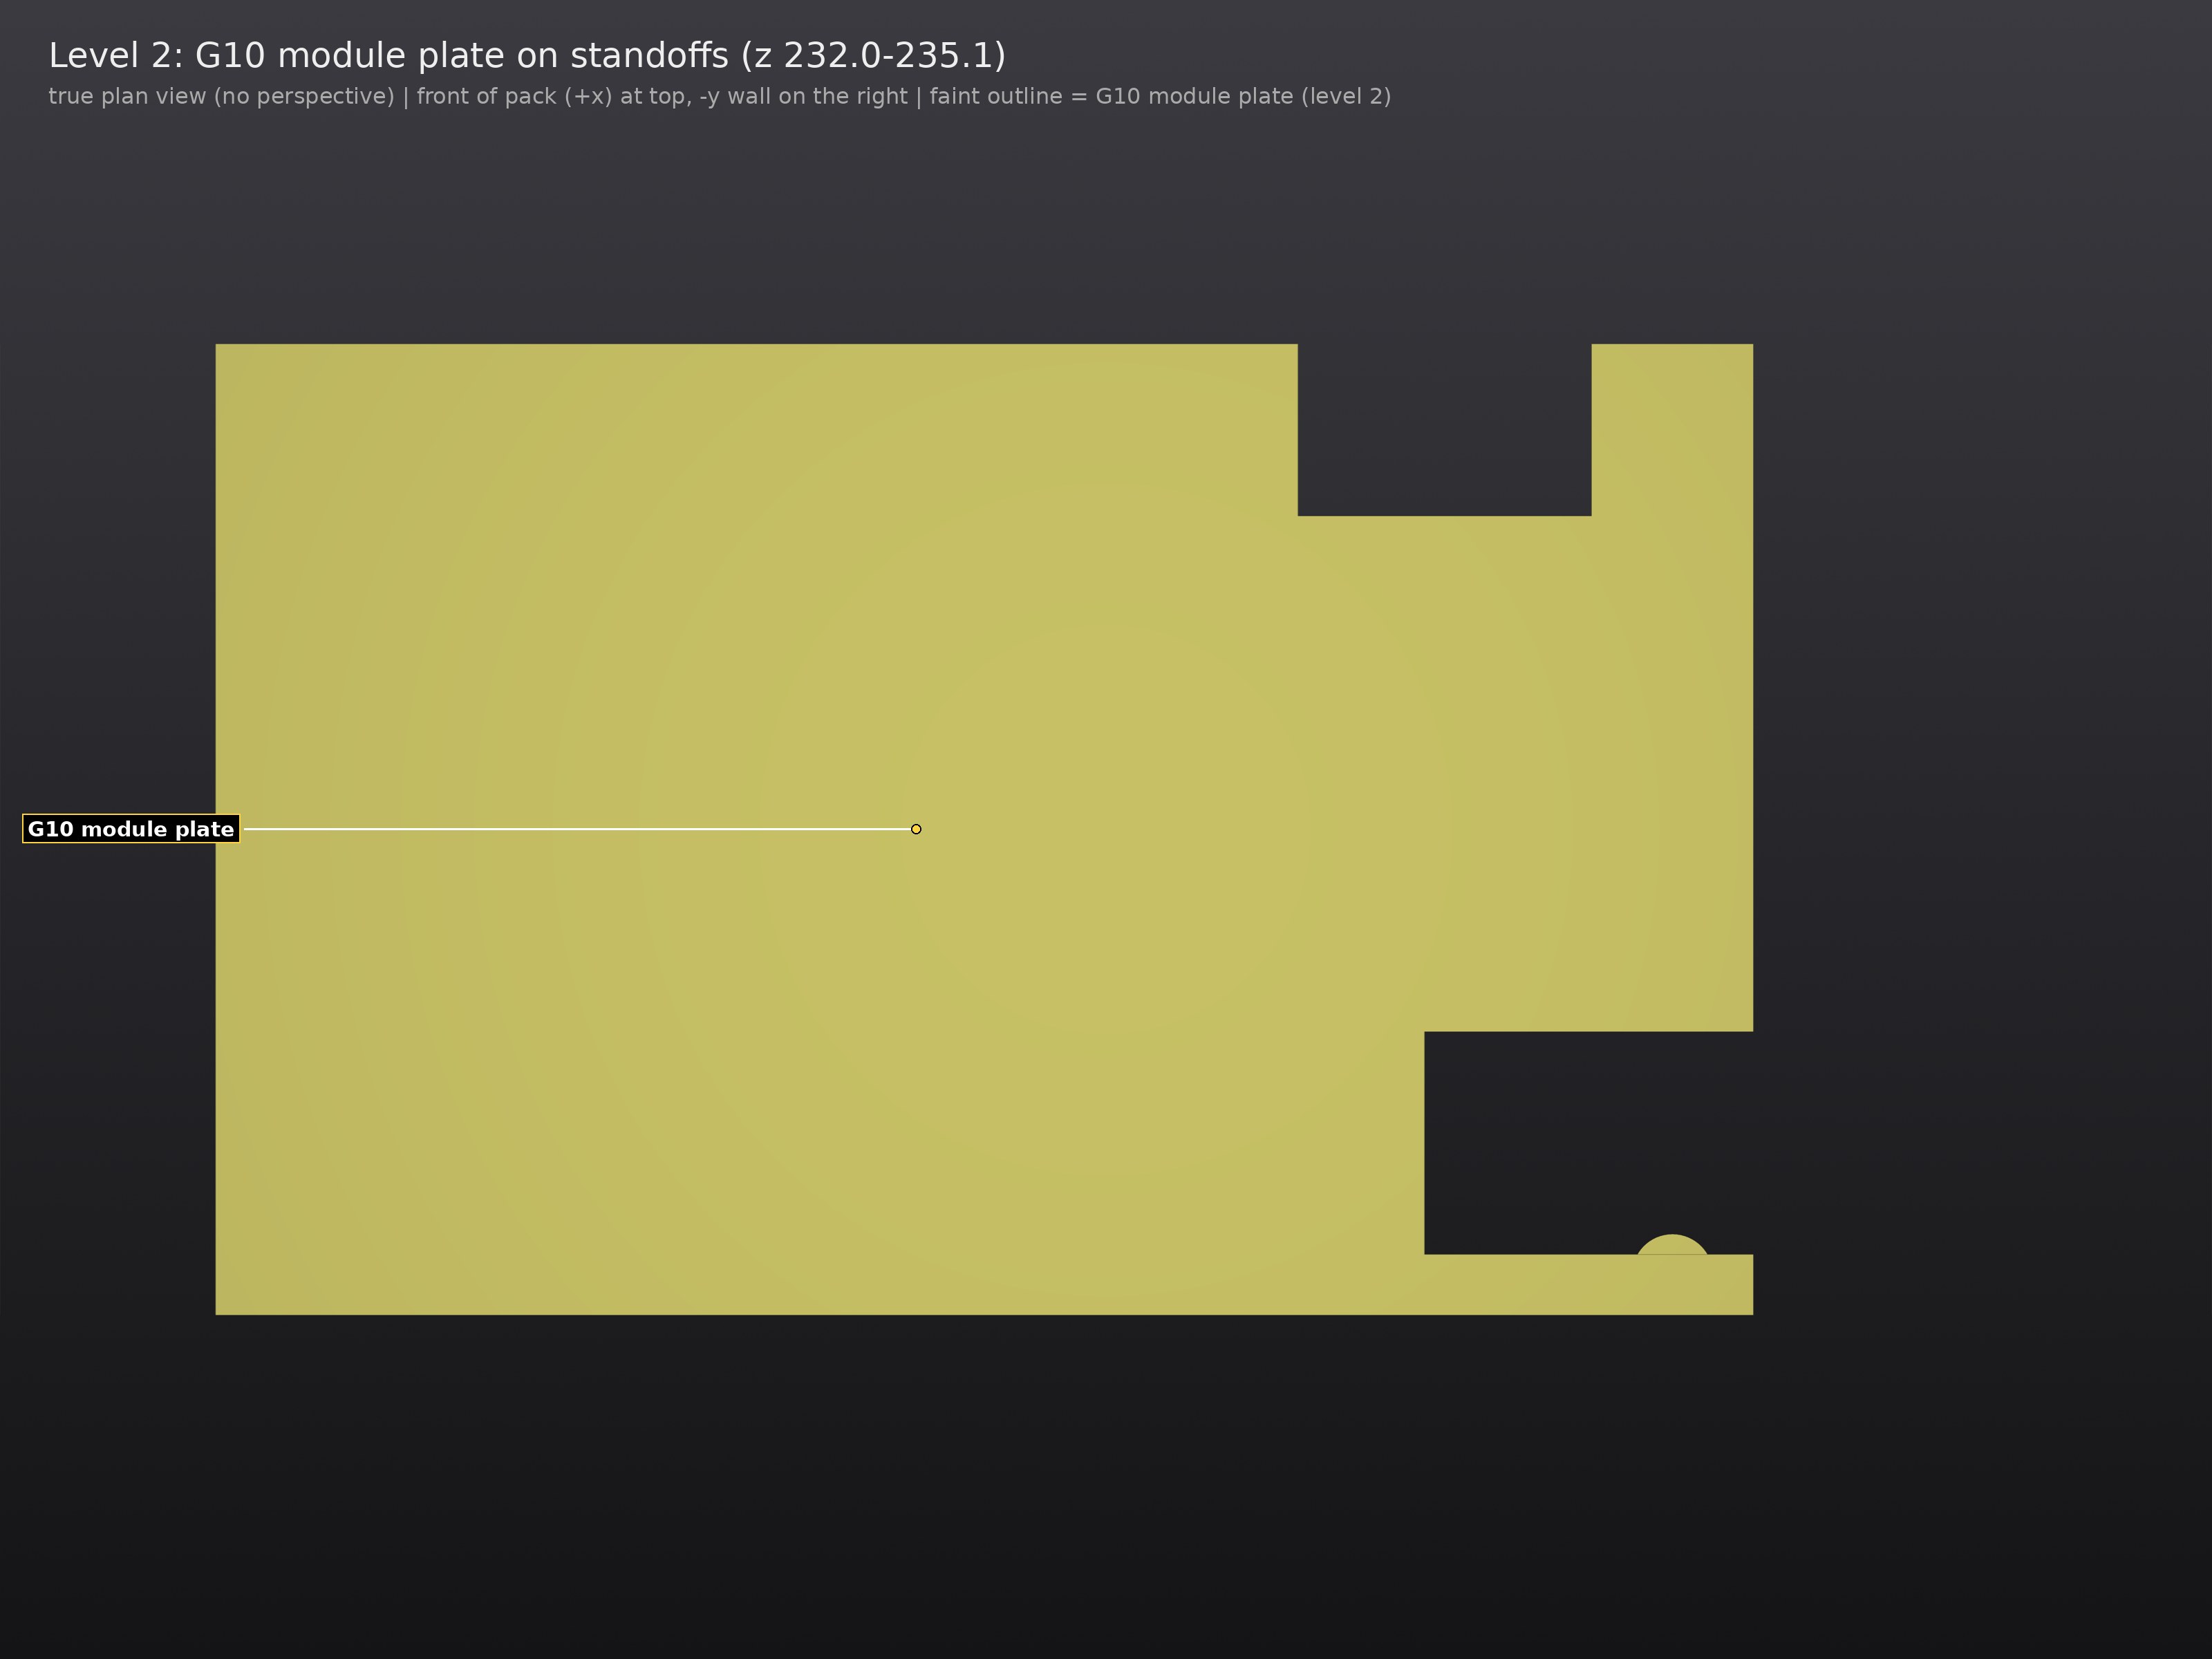 Level 2: G10 module plate on standoffs (z 232.0-235.1)
true plan view (no perspective) | front of pack (+x) at top, -y wall on the right | faint outline = G10 module plate (level 2)
G10 module plate